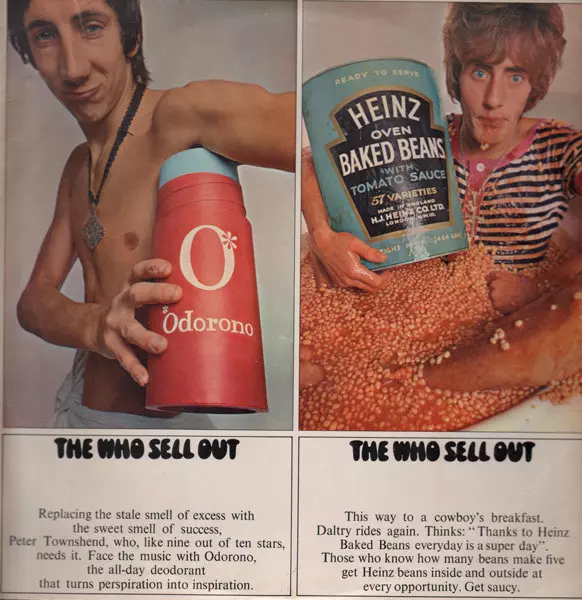 O*
*Odorono
READY TO SERVE
HEINZ
OVEN
BAKED BEANS
WITH
TOMATO SAUCE
57 VARIETIES
MADE IN ENGLAND
H.J. HEINZ CO. LTD.
THE WHO SELL OUT
Replacing the stale smell of excess with
the sweet smell of success,
Peter Townshend, who, like nine out of ten stars,
needs it. Face the music with Odorono,
the all-day deodorant
that turns perspiration into inspiration.
THE WHO SELL OUT
This way to a cowboy's breakfast.
Daltry rides again. Thinks: "Thanks to Heinz
Baked Beans everyday is a super day".
Those who know how many beans make five
get Heinz beans inside and outside at
every opportunity. Get saucy.